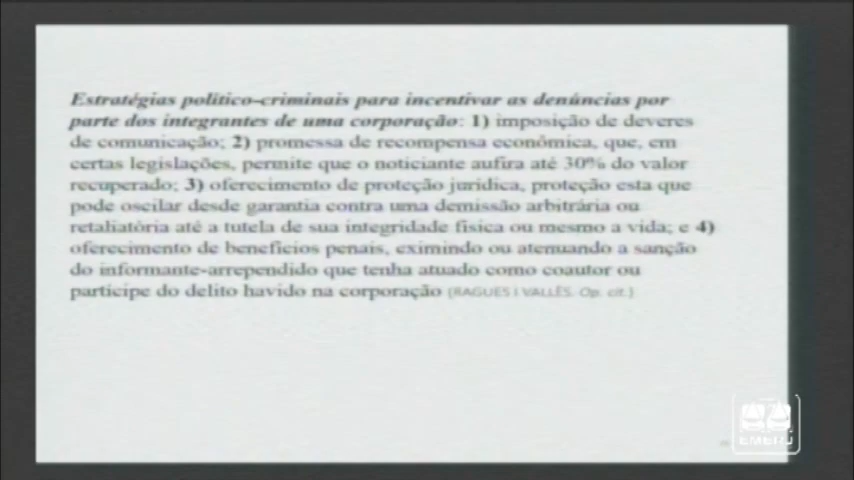 Estratégias político-criminais para incentivar as denúncias por
parte dos integrantes de uma corporação: 1) imposição de deveres
de comunicação; 2) promessa de recompensa econômica, que, em
certas legislações, permite que o noticiante aufira até 30% do valor
recuperado; 3) oferecimento de proteção jurídica, proteção esta que
pode oscilar desde garantia contra uma demissão arbitrária ou
retaliatória até a tutela de sua integridade física ou mesmo a vida; e 4)
oferecimento de benefícios penais, eximindo ou atenuando a sanção
do informante-arrependido que tenha atuado como coautor ou
partícipe do delito havido na corporação (RAGUES I VALLÈS. Op. cit.)
EMERJ